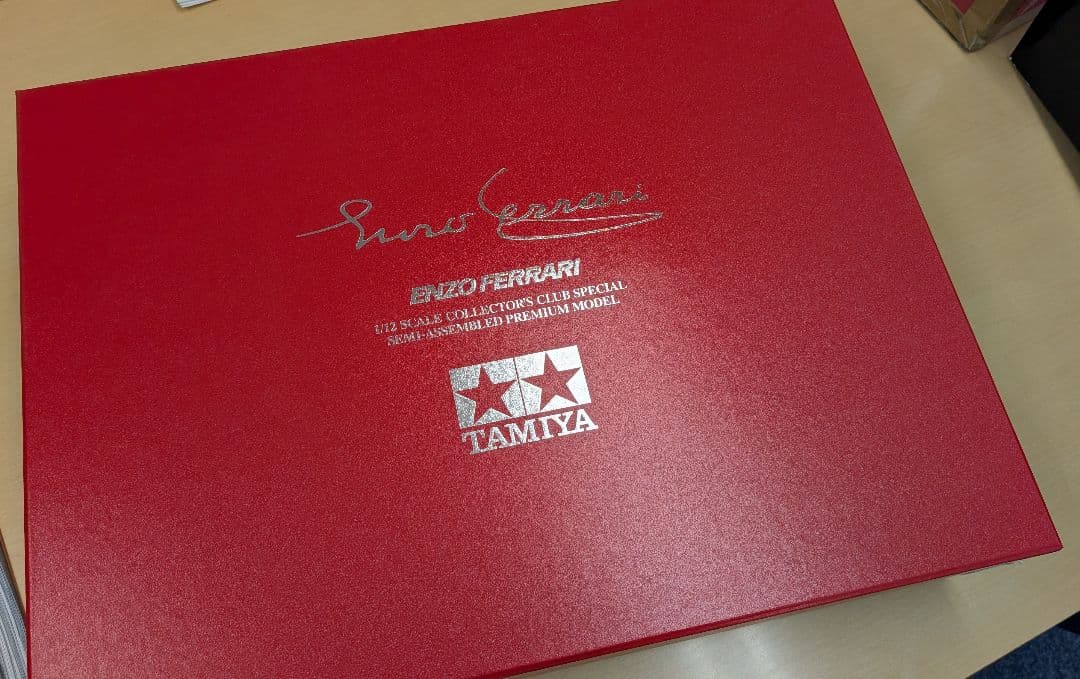 Enzo Ferrari
ENZO FERRARI
1/12 SCALE COLLECTOR'S CLUB SPECIAL
SEMI-ASSEMBLED PREMIUM MODEL
TAMIYA